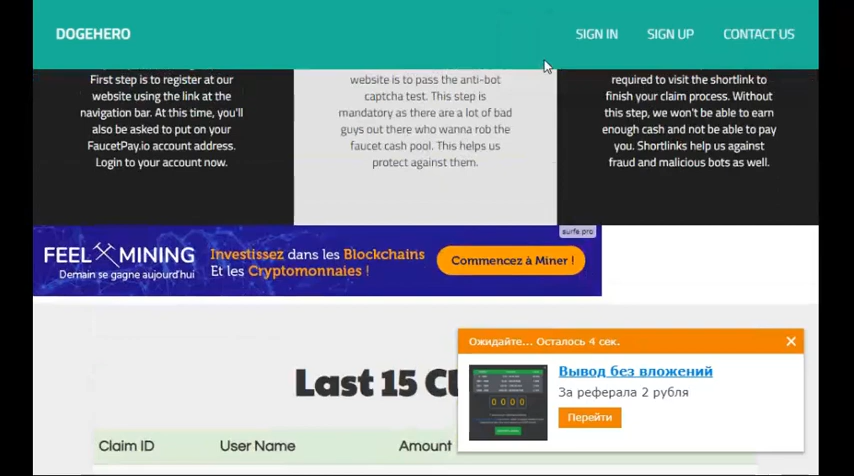 DOGEHERO
SIGN IN
SIGN UP
CONTACT US
First step is to register at our
website using the link at the
navigation bar. At this time, you'll
also be asked to put on your
FaucetPay.io account address.
Login to your account now.
website is to pass the anti-bot
captcha test. This step is
mandatory as there are a lot of bad
guys out there who wanna rob the
faucet cash pool. This helps us
protect against them.
required to visit the shortlink to
finish your claim process. Without
this step, we won't be able to earn
enough cash and not be able to pay
you. Shortlinks help us against
fraud and malicious bots as well.
surfe.pro
FEEL MINING
Demain se gagne aujourd'hui
Investissez dans les Blockchains
Et les Cryptomonnaies !
Commencez à Miner !
Ожидайте... Осталось 4 сек.
Вывод без вложений
За реферала 2 рубля
Перейти
0000
Last 15
Claim ID
User Name
Amount